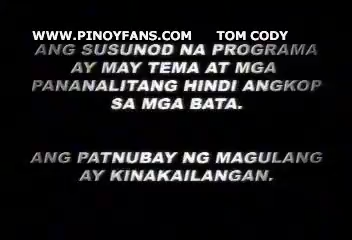 WWW.PINOYFANS.COM TOM CODY
ANG SUSUNOD NA PROGRAMA
AY MAY TEMA AT MGA
PANANALITANG HINDI ANGKOP
SA MGA BATA.
ANG PATNUBAY NG MAGULANG
AY KINAKAILANGAN.